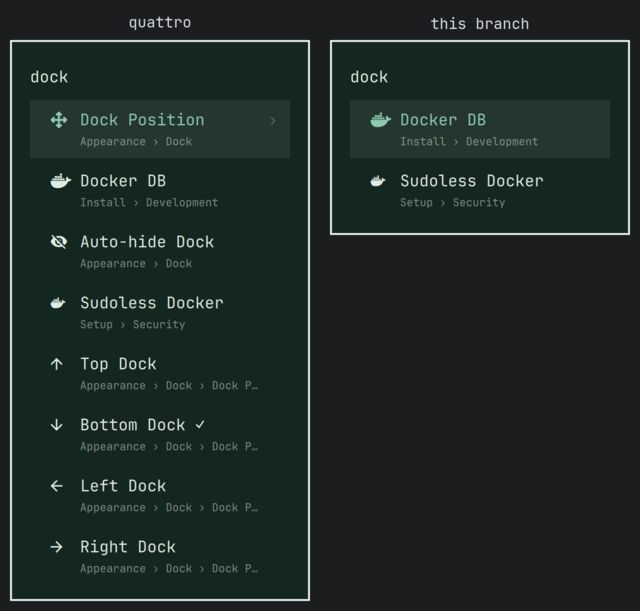 quattro
dock
Dock Position
Appearance › Dock
Docker DB
Install › Development
Auto-hide Dock
Appearance › Dock
Sudoless Docker
Setup › Security
Top Dock
Appearance › Dock › Dock P…
Bottom Dock ✓
Appearance › Dock › Dock P…
Left Dock
Appearance › Dock › Dock P…
Right Dock
Appearance › Dock › Dock P…
this branch
dock
Docker DB
Install › Development
Sudoless Docker
Setup › Security